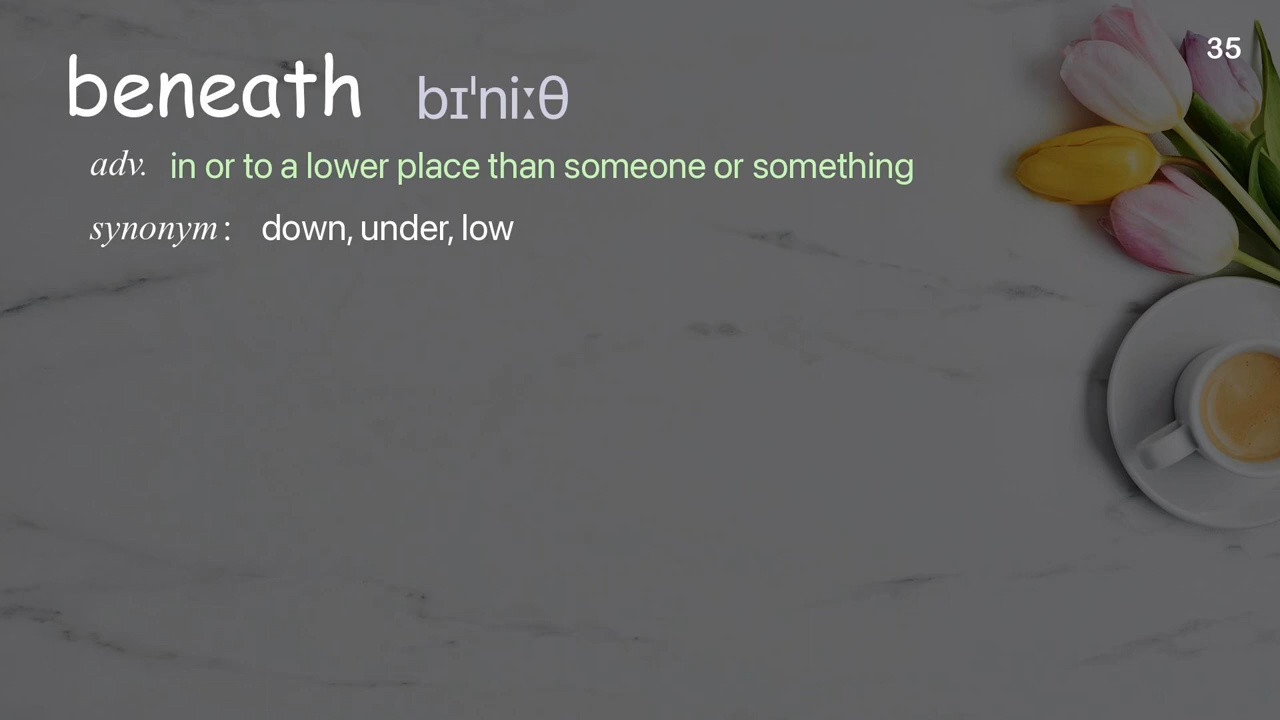 35
beneath bɪˈniːθ
adv. in or to a lower place than someone or something
synonym: down, under, low